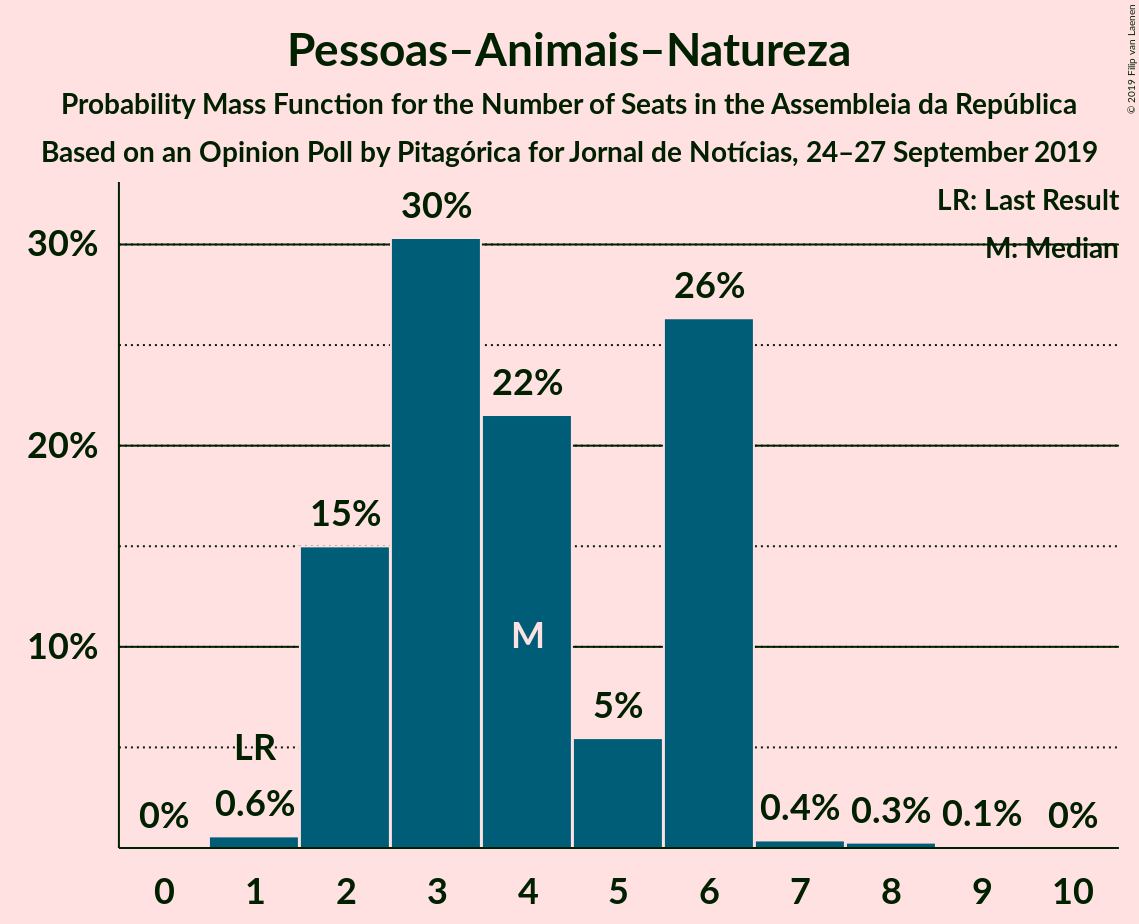 Pessoas–Animais–Natureza
Probability Mass Function for the Number of Seats in the Assembleia da República
Based on an Opinion Poll by Pitagórica for Jornal de Notícias, 24–27 September 2019
© 2019 Filip van Laenen
LR: Last Result
M: Median
30%
20%
10%
0%
LR
0.6%
15%
30%
22%
M
5%
26%
0.4%
0.3%
0.1%
0%
0 1 2 3 4 5 6 7 8 9 10